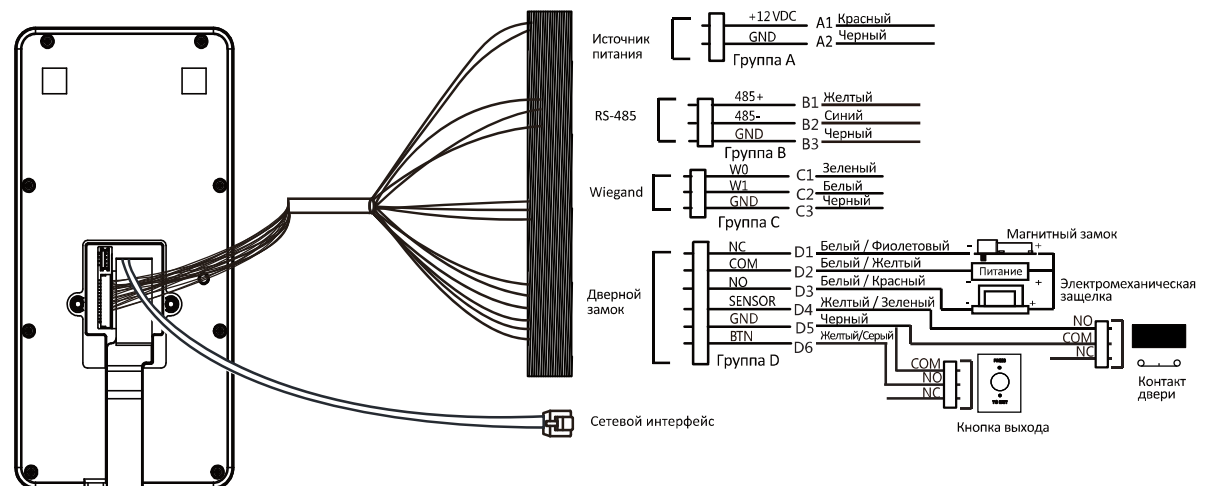 Источник
питания
+12 VDC A1 Красный
GND A2 Черный
Группа A
RS-485
485+ B1 Желтый
485- B2 Синий
GND B3 Черный
Группа B
Wiegand
W0 C1 Зеленый
W1 C2 Белый
GND C3 Черный
Группа C
Дверной
замок
NC D1 Белый / Фиолетовый
COM D2 Белый / Желтый
NO D3 Белый / Красный
SENSOR D4 Желтый / Зеленый
GND D5 Черный
BTN D6 Желтый/Серый
Группа D
Магнитный замок
- +
Питание
- +
Электромеханическая
защелка
- +
NO
COM
NC
Контакт
двери
COM
NO
NC
PRESS
TO EXIT
Кнопка выхода
Сетевой интерфейс